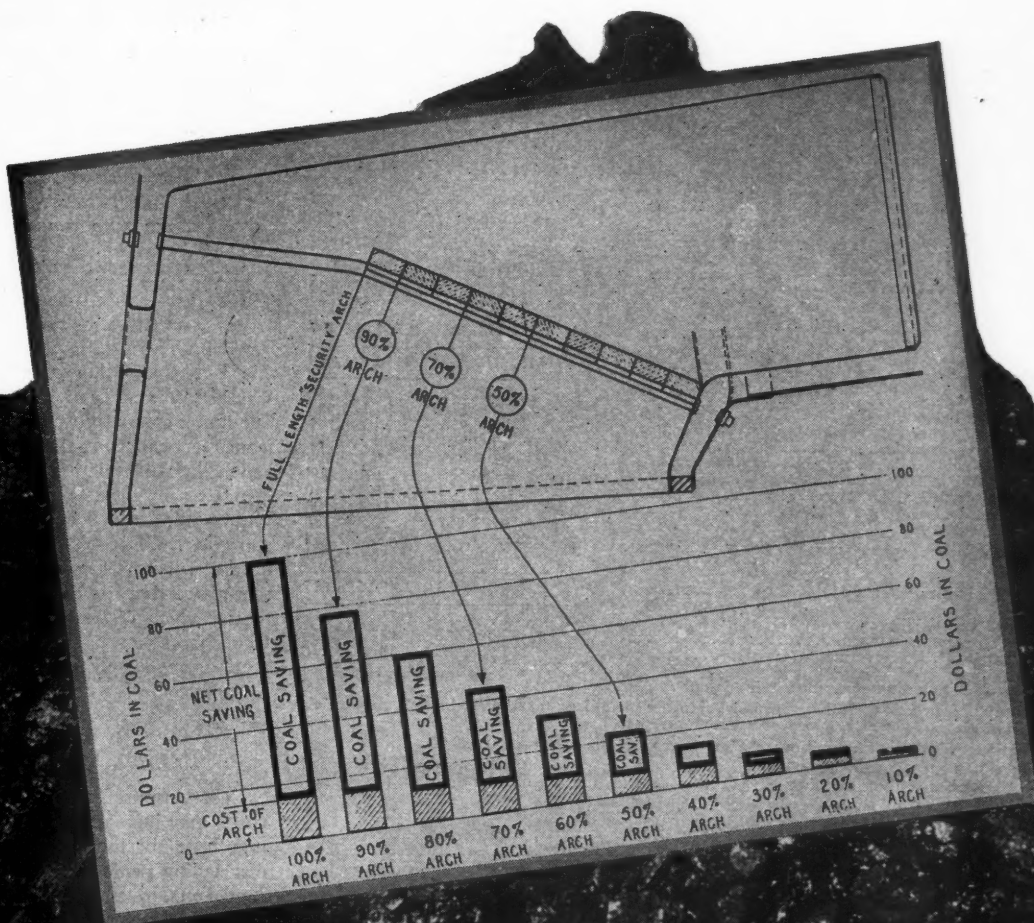 FULL LENGTH "SECURITY" ARCH
90%
ARCH
70%
ARCH
50%
ARCH
DOLLARS IN COAL
100
80
60
40
20
0
NET COAL
SAVING
COST OF
ARCH
COAL SAVING
COAL SAVING
COAL SAVING
COAL
SAVING
COAL
SAVING
COAL
SAV.
100
80
60
40
20
0
DOLLARS IN COAL
100%
ARCH
90%
ARCH
80%
ARCH
70%
ARCH
60%
ARCH
50%
ARCH
40%
ARCH
30%
ARCH
20%
ARCH
10%
ARCH